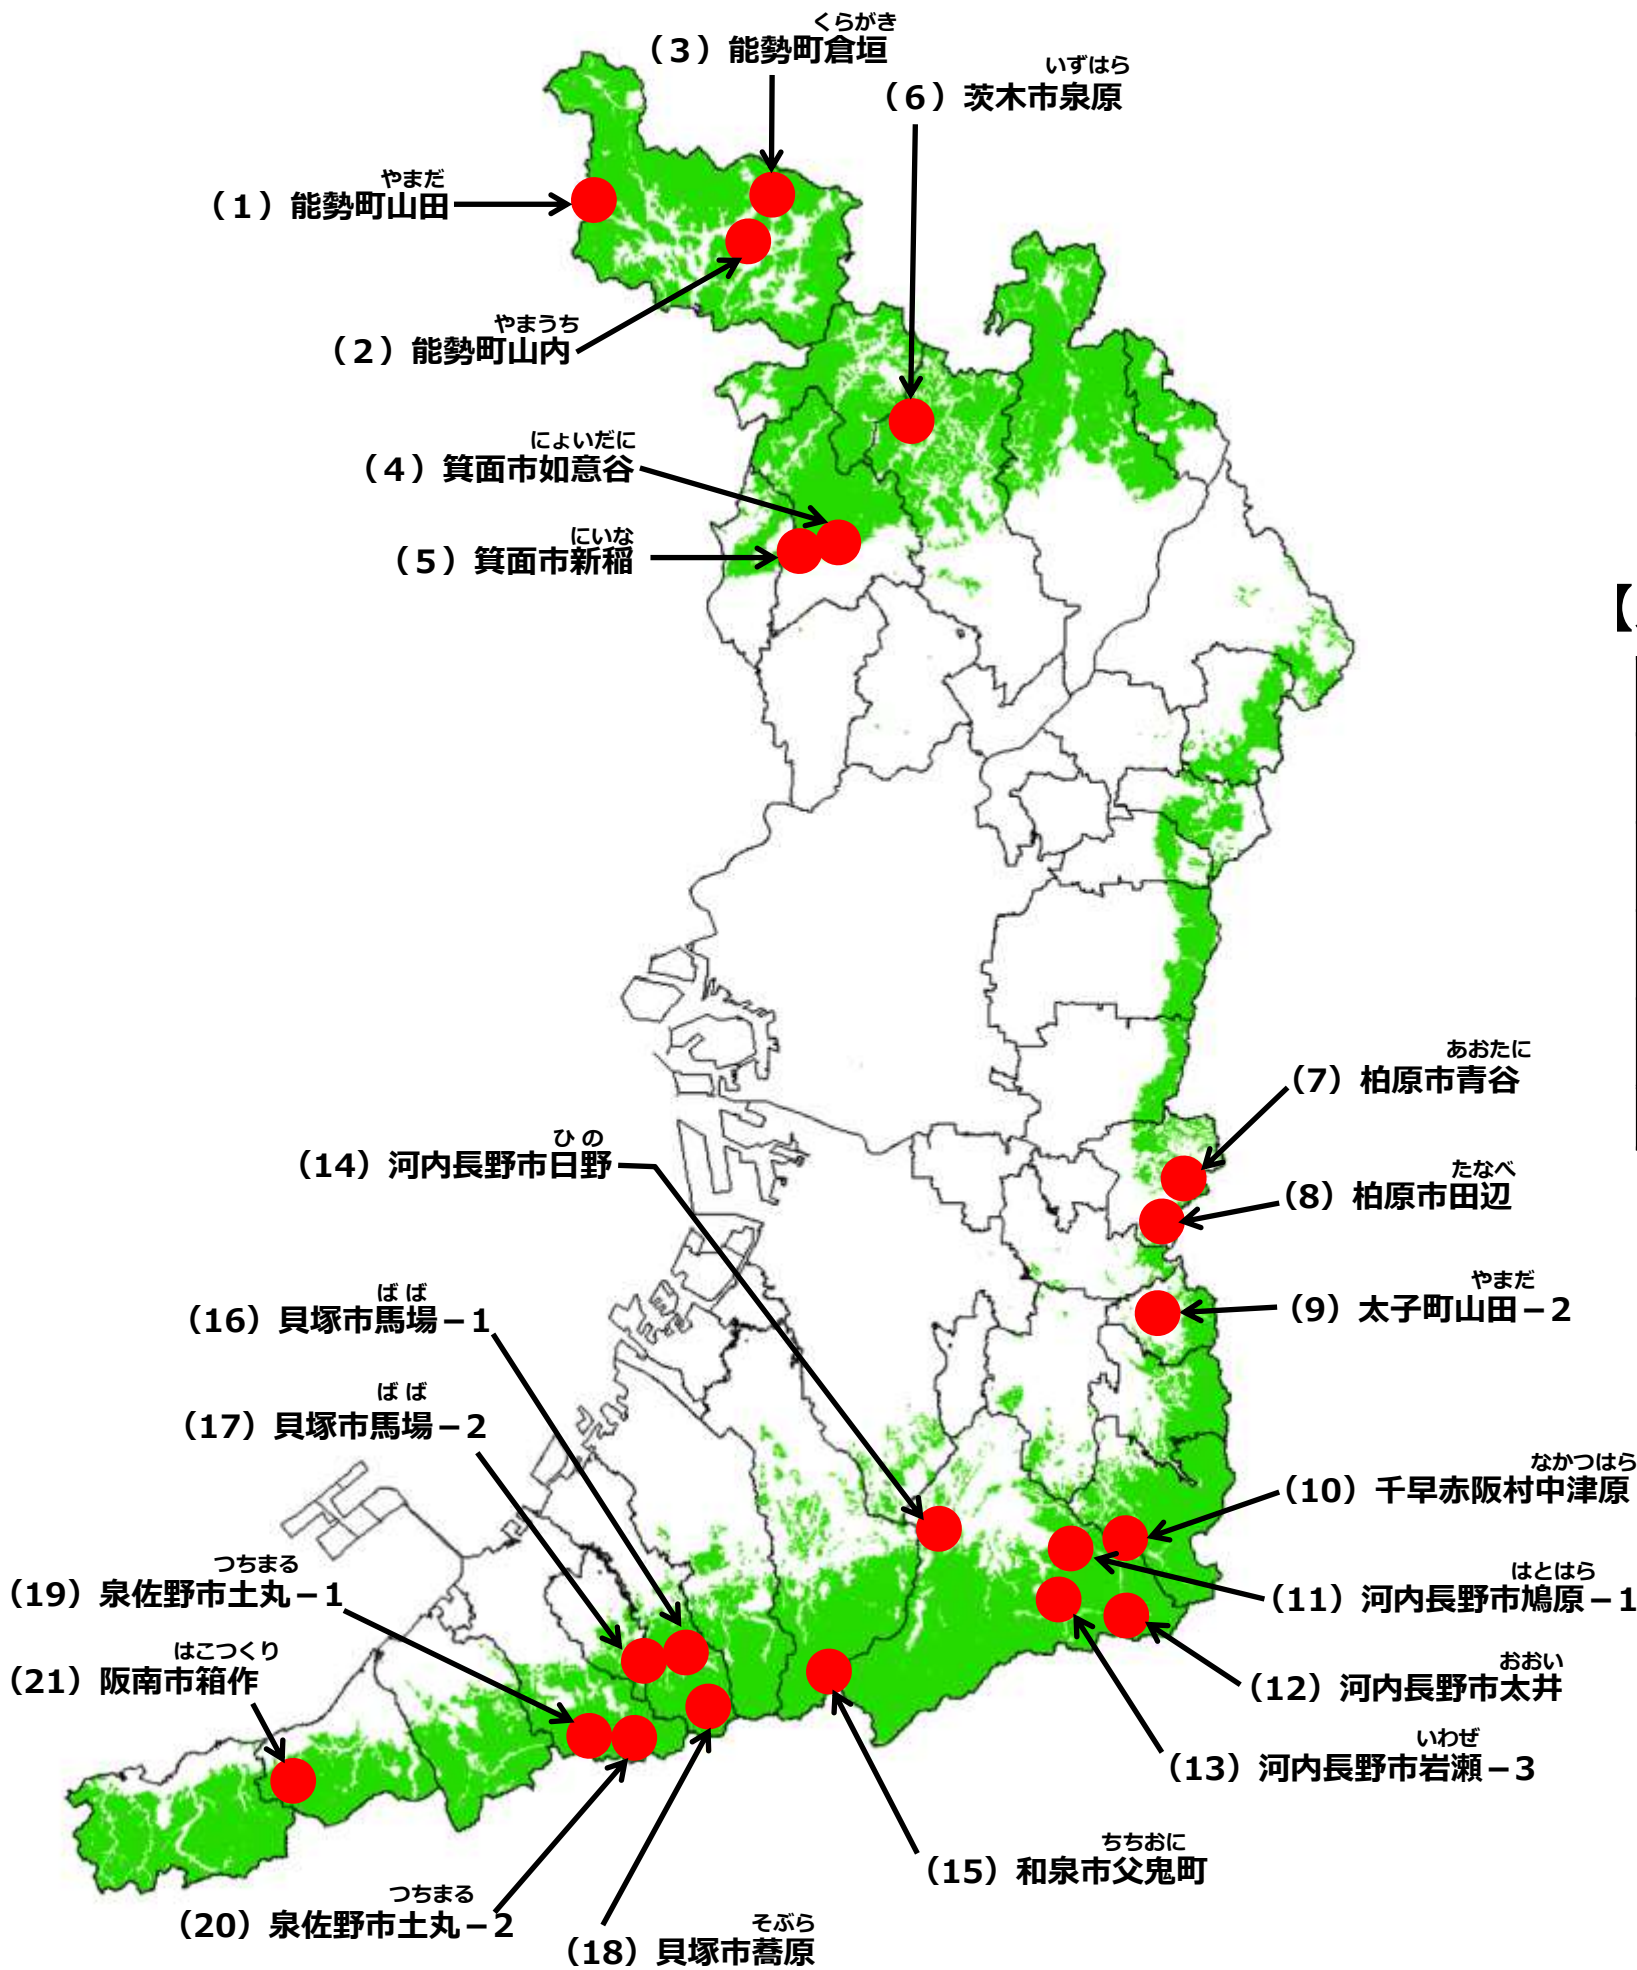 くらがき
（３）能勢町倉垣
いずはら
（６）茨木市泉原
やまだ
（１）能勢町山田
やまうち
（２）能勢町山内
にょいだに
（４）箕面市如意谷
にいな
（５）箕面市新稲
【
あおたに
（7）柏原市青谷
ひ の
（14）河内長野市日野
たなべ
（8）柏原市田辺
やまだ
（9）太子町山田－2
ば ば
（16）貝塚市馬場－1
ば ば
（17）貝塚市馬場－2
なかつはら
（10）千早赤阪村中津原
はとはら
（11）河内長野市鳩原－1
つちまる
（19）泉佐野市土丸－1
はこつくり
（21）阪南市箱作
おおい
（12）河内長野市太井
いわぜ
（13）河内長野市岩瀬－3
ちちおに
（15）和泉市父鬼町
つちまる
（20）泉佐野市土丸－2
そぶら
（18）貝塚市蕎原